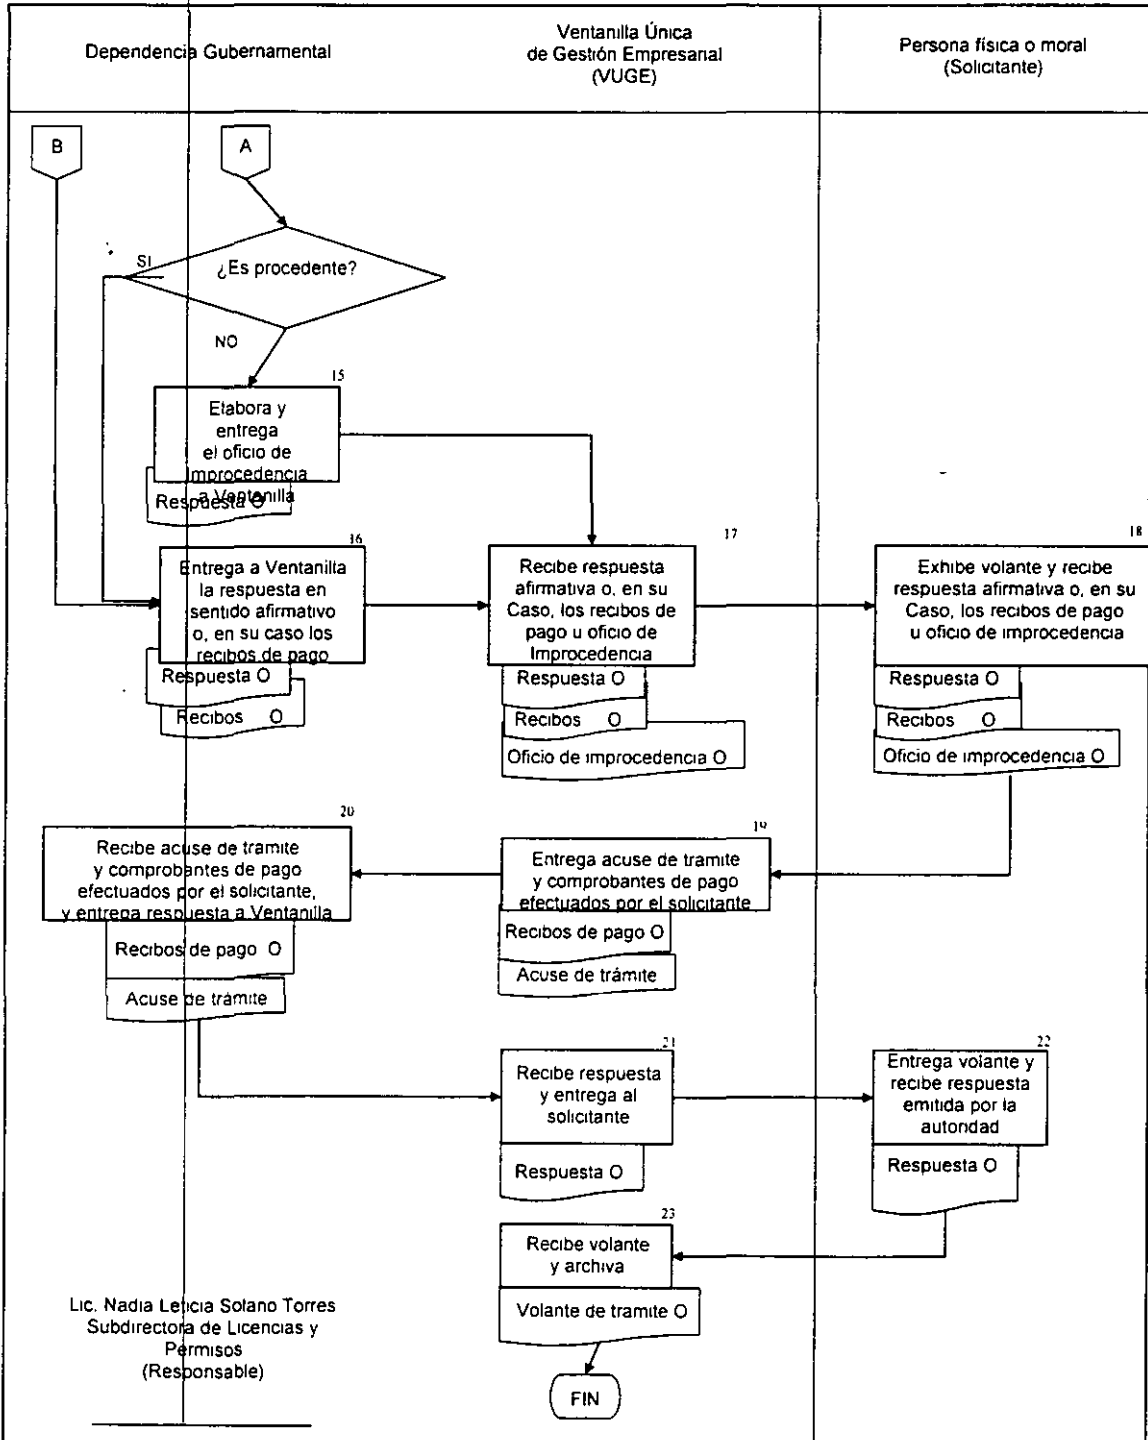 Dependencia Gubernamental
Ventanilla Única
de Gestión Empresarial
(VUGE)
Persona física o moral
(Solicitante)
B
A
¿Es procedente?
SI
NO
15
Elabora y
entrega
el oficio de
improcedencia
a Ventanilla
Respuesta O
16
Entrega a Ventanilla
la respuesta en
sentido afirmativo
o, en su caso los
recibos de pago
Respuesta O
Recibos O
17
Recibe respuesta
afirmativa o, en su
Caso, los recibos de
pago u oficio de
Improcedencia
Respuesta O
Recibos O
Oficio de improcedencia O
18
Exhibe volante y recibe
respuesta afirmativa o, en su
Caso, los recibos de pago
u oficio de improcedencia
Respuesta O
Recibos O
Oficio de improcedencia O
19
Entrega acuse de tramite
y comprobantes de pago
efectuados por el solicitante
Recibos de pago O
Acuse de trámite
20
Recibe acuse de tramite
y comprobantes de pago
efectuados por el solicitante,
y entrega respuesta a Ventanilla
Recibos de pago O
Acuse de trámite
21
Recibe respuesta
y entrega al
solicitante
Respuesta O
22
Entrega volante y
recibe respuesta
emitida por la
autoridad
Respuesta O
23
Recibe volante
y archiva
Volante de tramite O
FIN
Lic. Nadia Leticia Solano Torres
Subdirectora de Licencias y
Permisos
(Responsable)